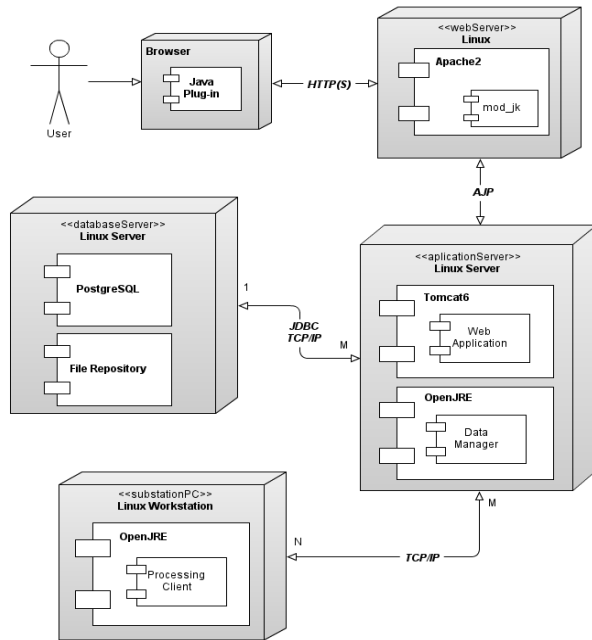 User
Browser
Java
Plug-in
HTTP(S)
<<webServer>>
Linux
Apache2
mod_jk
AJP
<<databaseServer>>
Linux Server
PostgreSQL
File Repository
1
JDBC
TCP/IP
M
<<aplicationServer>>
Linux Server
Tomcat6
Web
Application
OpenJRE
Data
Manager
M
<<substationPC>>
Linux Workstation
OpenJRE
Processing
Client
N
TCP/IP